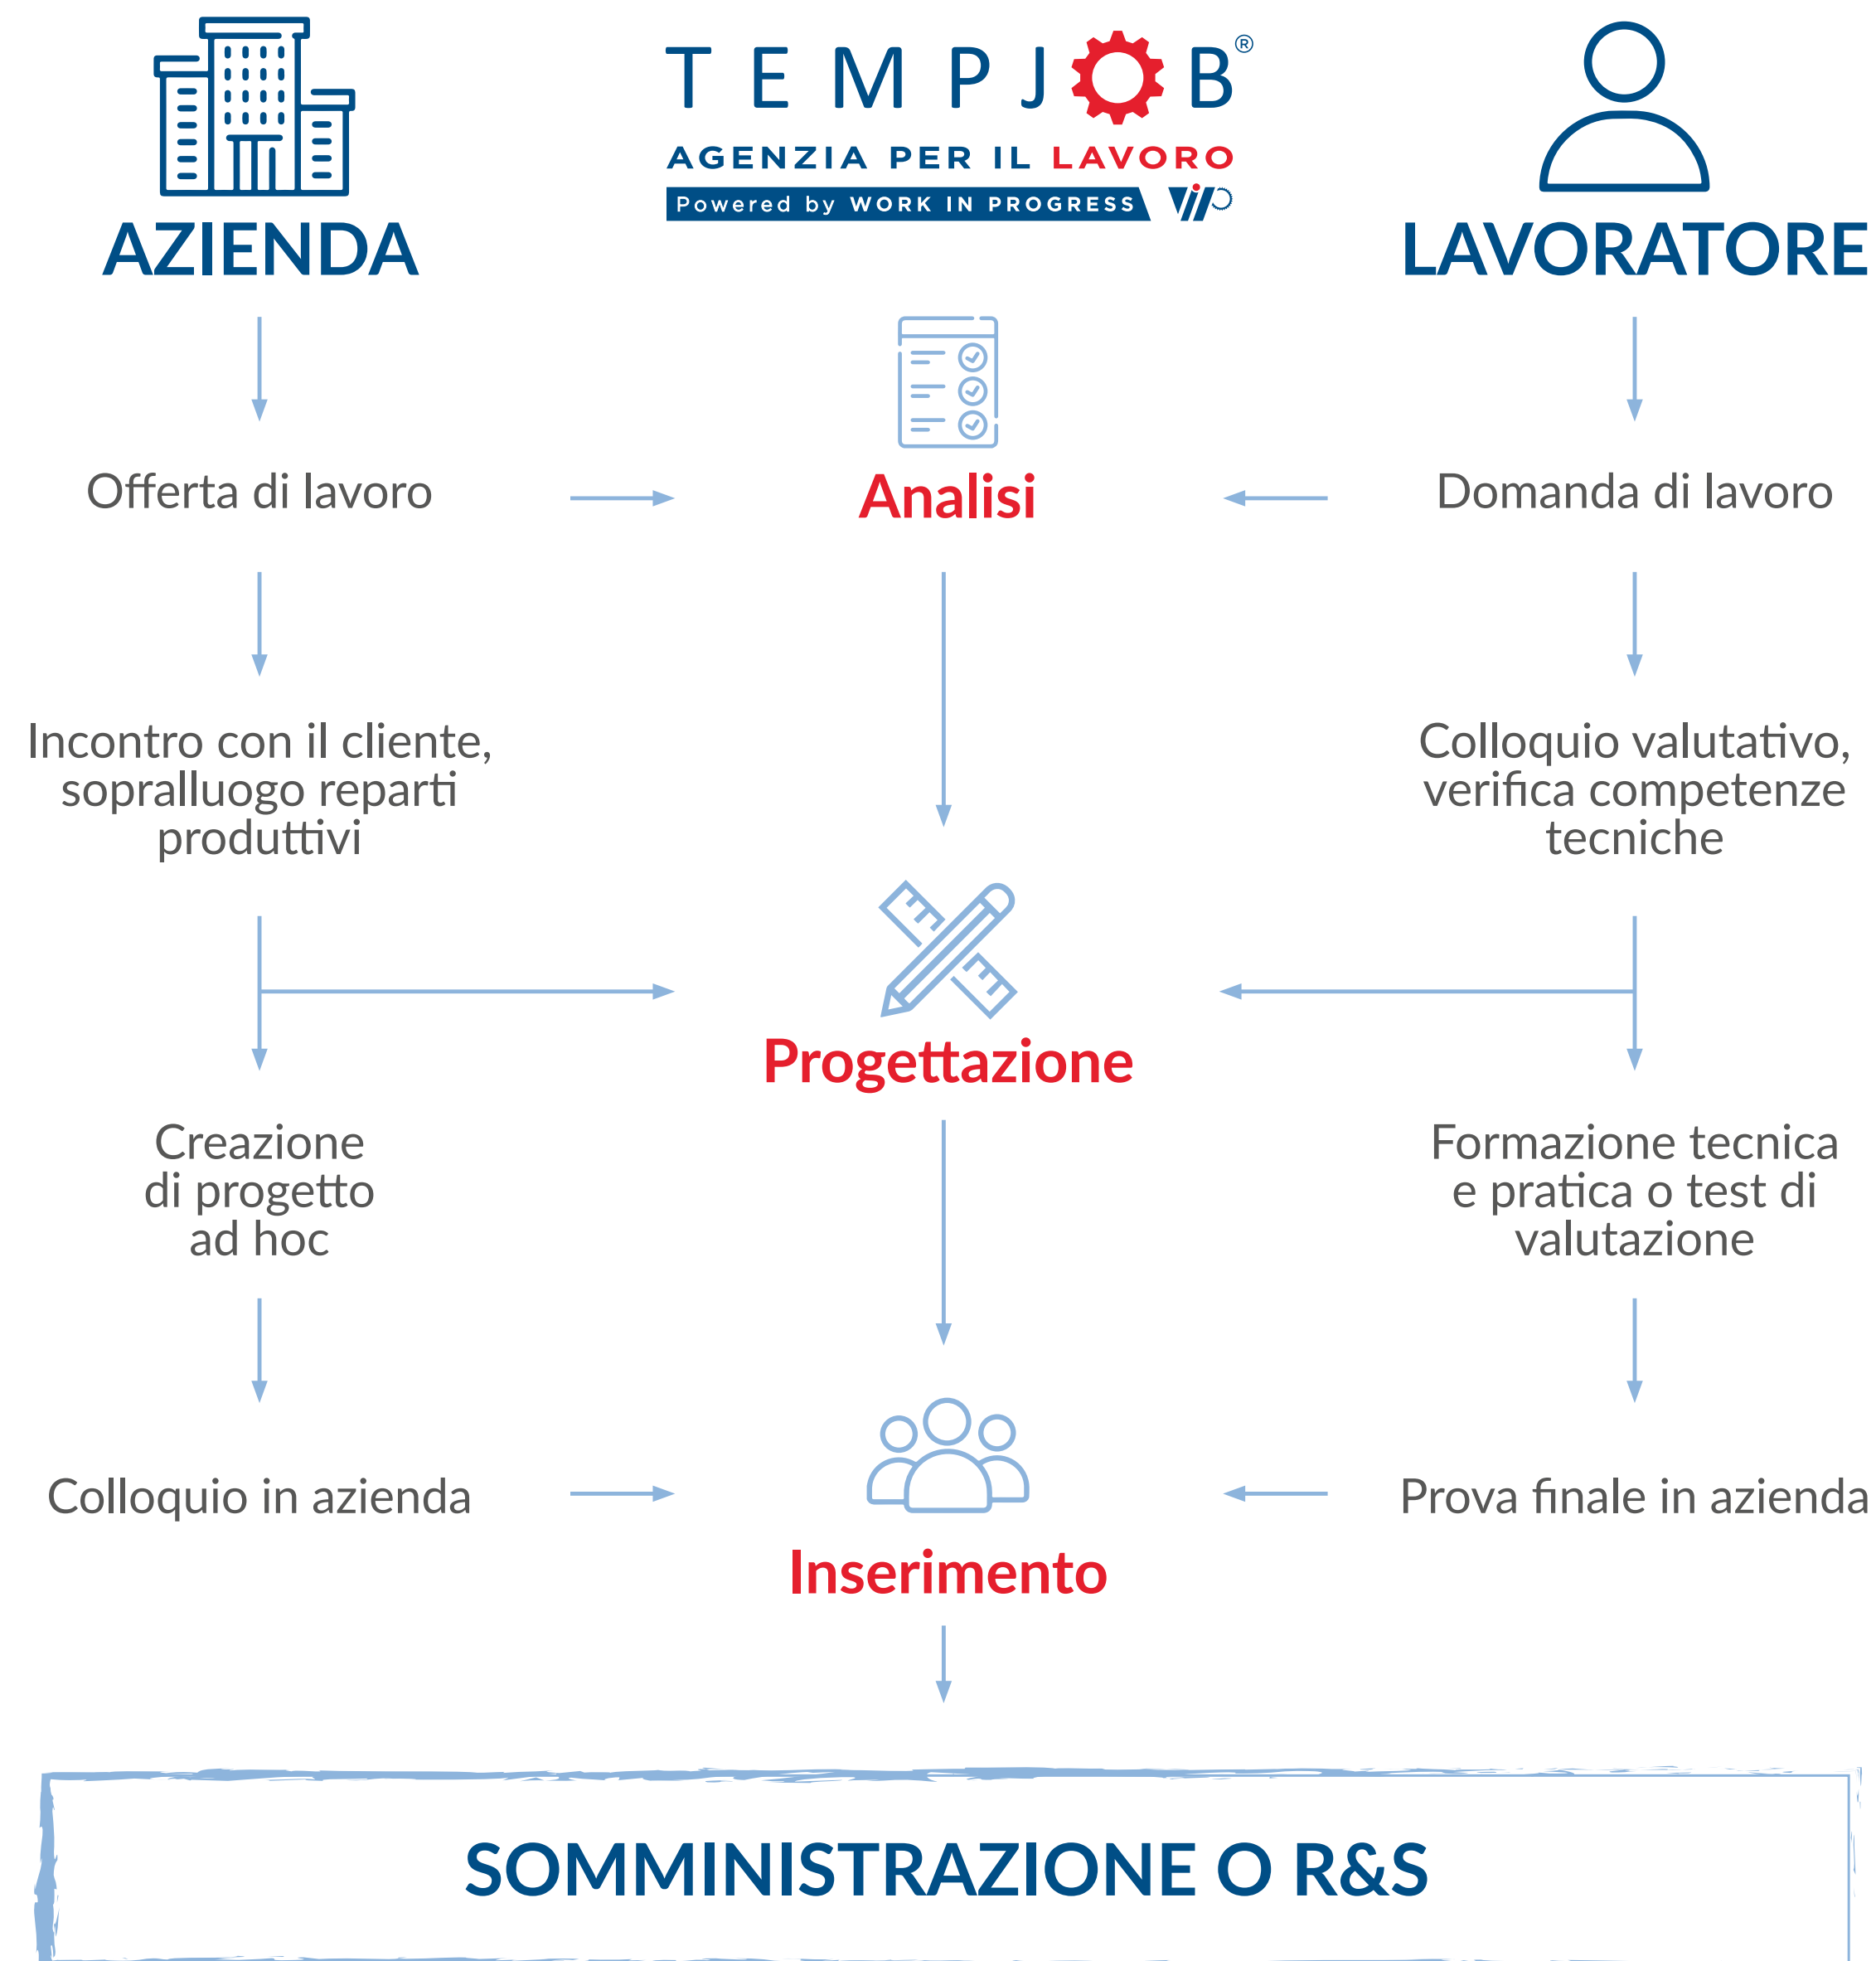 TEMPJOB®
AGENZIA PER IL LAVORO
Powered by WORK IN PROGRESS
AZIENDA
LAVORATORE
Offerta di lavoro
Analisi
Domanda di lavoro
Incontro con il cliente,
sopralluogo reparti
produttivi
Colloquio valutativo,
verifica competenze
tecniche
Progettazione
Creazione
di progetto
ad hoc
Formazione tecnica
e pratica o test di
valutazione
Colloquio in azienda
Prova finale in azienda
Inserimento
SOMMINISTRAZIONE O R&S